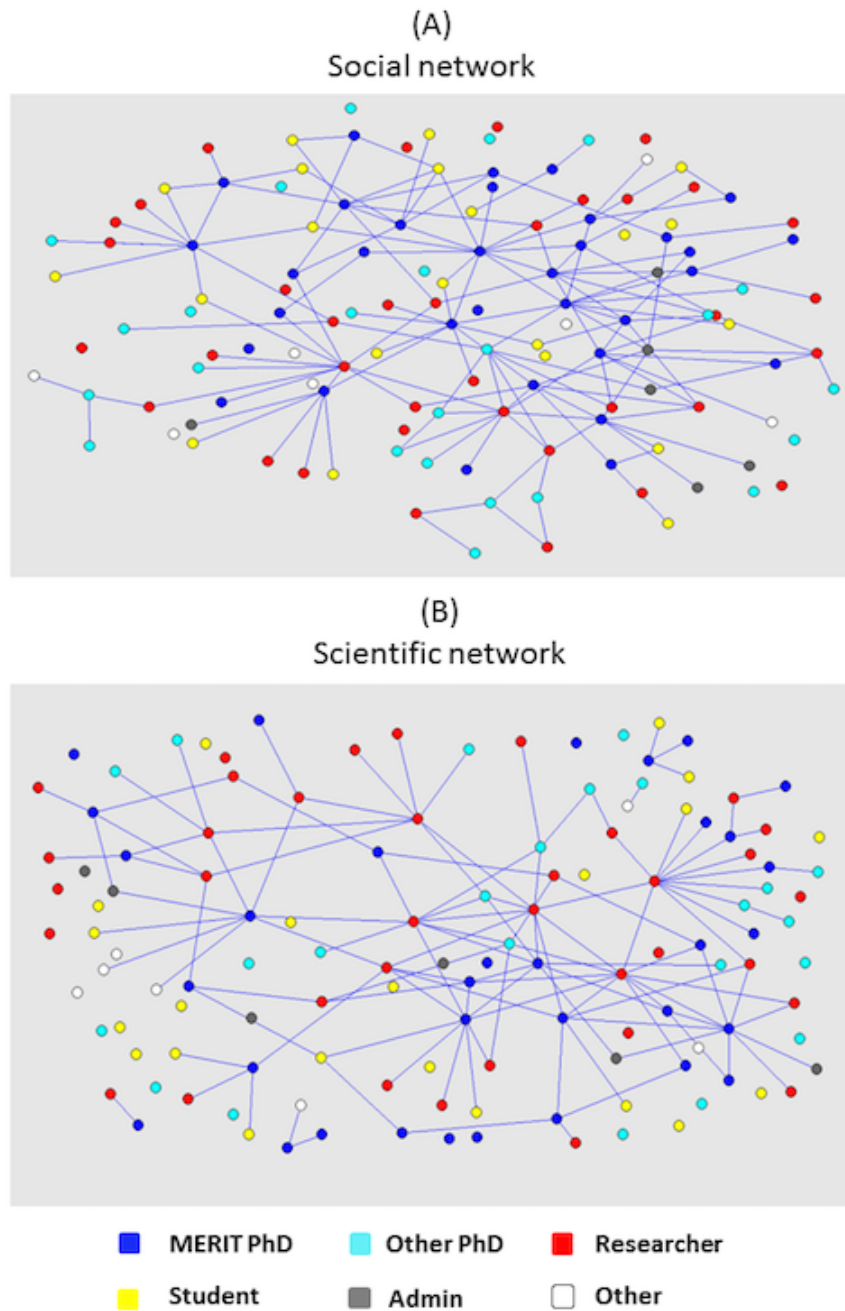 (A)
Social network
(B)
Scientific network
MERIT PhD Other PhD Researcher
Student Admin Other